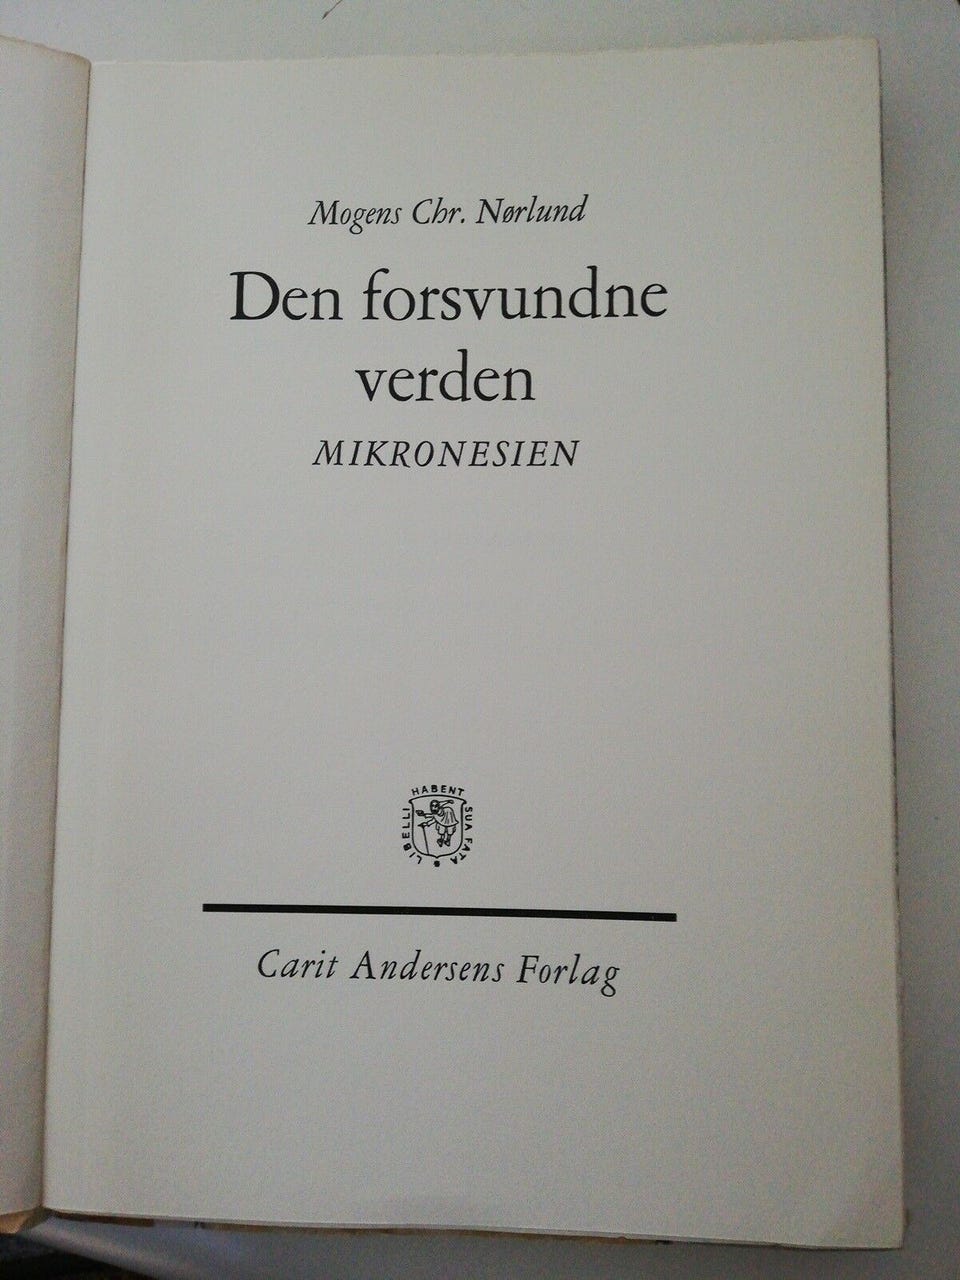 Mogens Chr. Nørlund
Den forsvundne
verden
MIKRONESIEN
LIBELLI HABENT SUA FATA
Carit Andersens Forlag